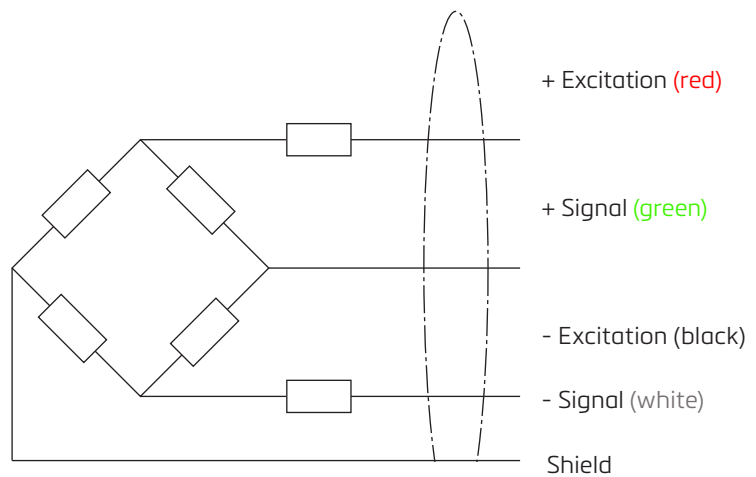 + Excitation (red)
+ Signal (green)
- Excitation (black)
- Signal (white)
Shield